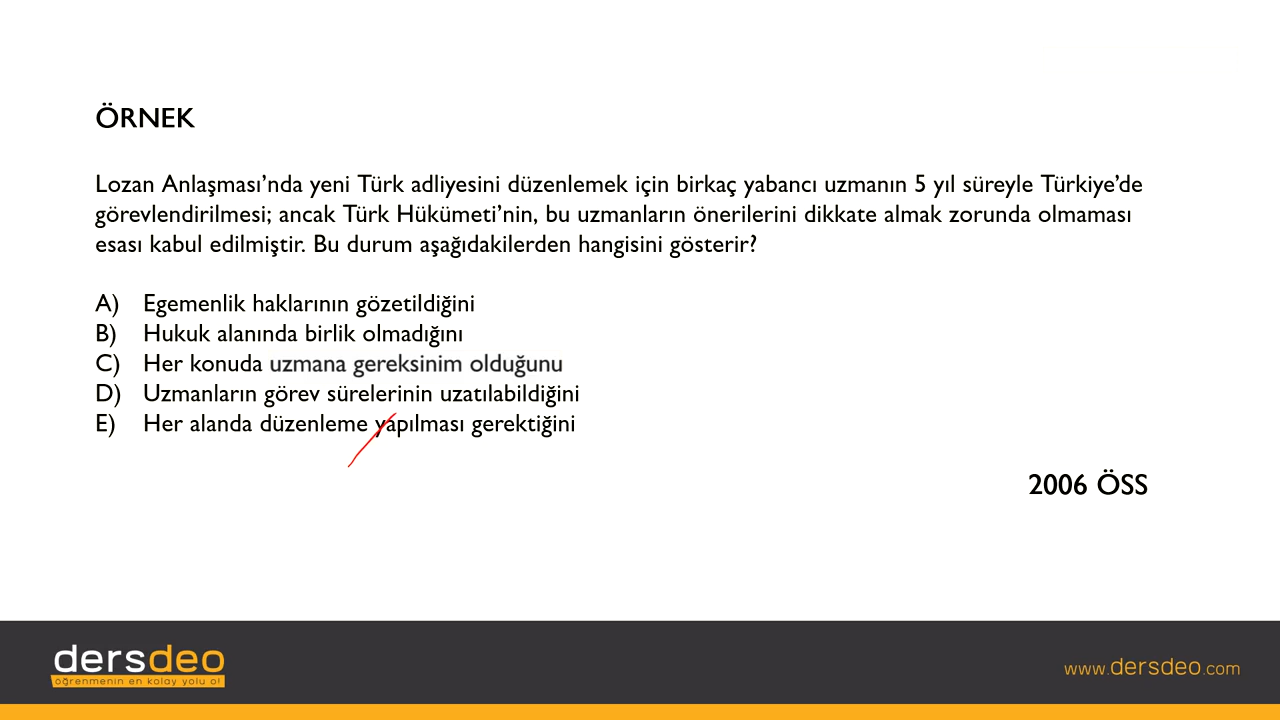 ÖRNEK
Lozan Anlaşması’nda yeni Türk adliyesini düzenlemek için birkaç yabancı uzmanın 5 yıl süreyle Türkiye’de
görevlendirilmesi; ancak Türk Hükümeti’nin, bu uzmanların önerilerini dikkate almak zorunda olmaması
esası kabul edilmiştir. Bu durum aşağıdakilerden hangisini gösterir?
A) Egemenlik haklarının gözetildiğini
B) Hukuk alanında birlik olmadığını
C) Her konuda uzmana gereksinim olduğunu
D) Uzmanların görev sürelerinin uzatılabildiğini
E) Her alanda düzenleme yapılması gerektiğini
2006 ÖSS
dersdeo
öğrenmenin en kolay yolu o!
www.dersdeo.com